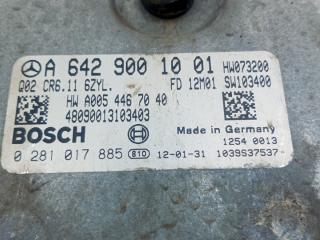 A 642 900 10 01 HW073200
Q02 CR6.11 6ZYL. FD 12M01 SW103400
HW A005 446 70 40
48090013103403
BOSCH Made in Germany
1254 0013
0 281 017 885 810 12-01-31 1039S37537-